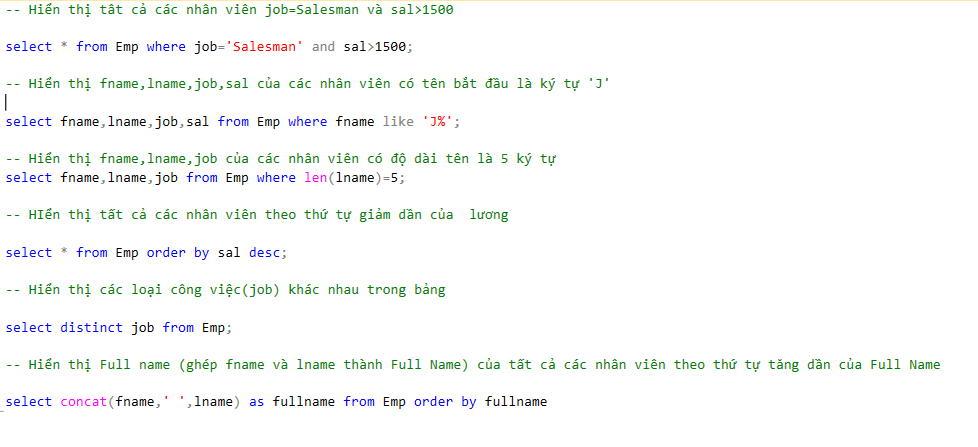 -- Hiển thị tât cả các nhân viên job=Salesman và sal>1500
select * from Emp where job='Salesman' and sal>1500;
-- Hiển thị fname,lname,job,sal của các nhân viên có tên bắt đầu là ký tự 'J'
select fname,lname,job,sal from Emp where fname like 'J%';
-- Hiển thị fname,lname,job của các nhân viên có độ dài tên là 5 ký tự
select fname,lname,job from Emp where len(lname)=5;
-- HIển thị tất cả các nhân viên theo thứ tự giảm dần của  lương
select * from Emp order by sal desc;
-- Hiển thị các loại công việc(job) khác nhau trong bảng
select distinct job from Emp;
-- Hiển thị Full name (ghép fname và lname thành Full Name) của tất cả các nhân viên theo thứ tự tăng dần của Full Name
select concat(fname,' ',lname) as fullname from Emp order by fullname